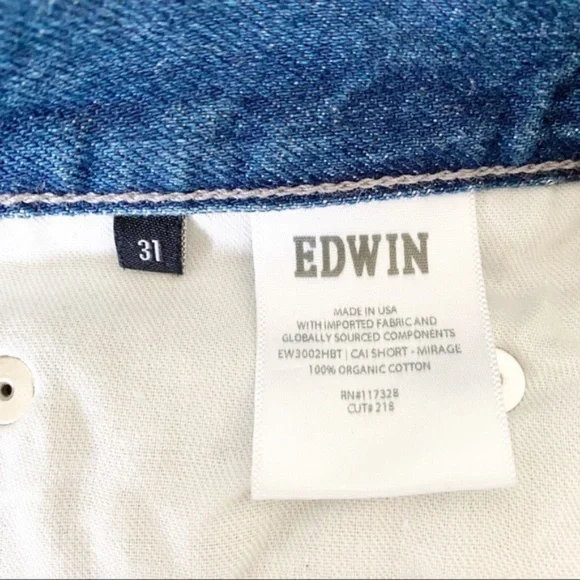 31
EDWIN
MADE IN USA
WITH IMPORTED FABRIC AND
GLOBALLY SOURCED COMPONENTS
EW3002HBT | CAI SHORT - MIRAGE
100% ORGANIC COTTON
RN#117328
CUT# 218